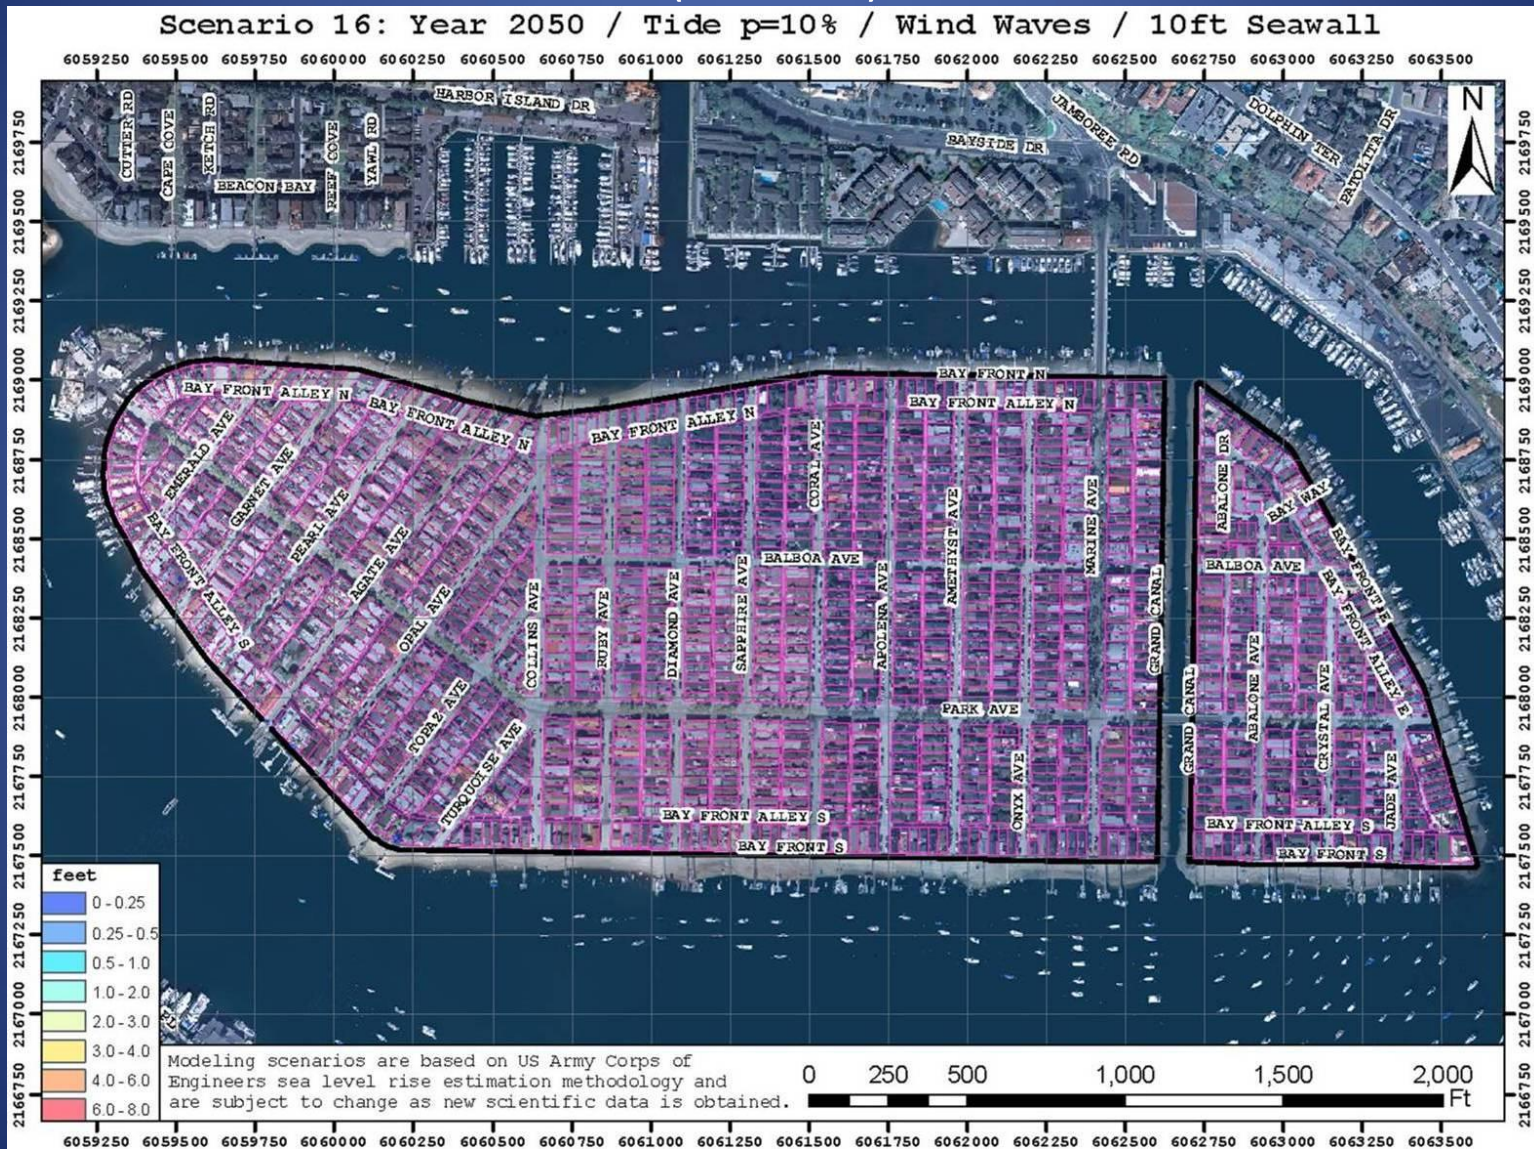 Scenario 16: Year 2050 / Tide p=10% / Wind Waves / 10ft Seawall
6059250 6059500 6059750 6060000 6060250 6060500 6060750 6061000 6061250 6061500 6061750 6062000 6062250 6062500 6062750 6063000 6063250 6063500
2169750
2169500
2169250
2169000
2168750
2168500
2168250
2168000
2167750
2167500
2167250
2167000
2166750
2169750
2169500
2169250
2169000
2168750
2168500
2168250
2168000
2167750
2167500
2167250
2167000
2166750
N
CUTTER RD
CAPE COVE
KETCH RD
BEACON BAY
REEF COVE
YAWL RD
HARBOR ISLAND DR
BAYSIDE DR
JAMBOREE RD
DOLPHIN TER
PATOLITA DR
BAY FRONT N
BAY FRONT ALLEY N
BAY FRONT ALLEY N
BAY FRONT ALLEY N
BAY FRONT ALLEY N
EMERALD AVE
GARNET AVE
PEARL AVE
AGATE AVE
OPAL AVE
TOPAZ AVE
TURQUOISE AVE
BAY FRONT ALLEY S
COLLINS AVE
RUBY AVE
DIAMOND AVE
SAPPHIRE AVE
CORAL AVE
BALBOA AVE
APOLENA AVE
AMETHYST AVE
MARINE AVE
ONYX AVE
PARK AVE
GRAND CANAL
GRAND CANAL
ABALONE DR
BAY WAY
BAY FRONT E
BALBOA AVE
BAY FRONT ALLEY E
ABALONE AVE
CRYSTAL AVE
JADE AVE
BAY FRONT ALLEY S
BAY FRONT S
BAY FRONT ALLEY S
BAY FRONT S
feet
0 - 0.25
0.25 - 0.5
0.5 - 1.0
1.0 - 2.0
2.0 - 3.0
3.0 - 4.0
4.0 - 6.0
6.0 - 8.0
Modeling scenarios are based on US Army Corps of
Engineers sea level rise estimation methodology and
are subject to change as new scientific data is obtained.
0 250 500 1,000 1,500 2,000
Ft
6059250 6059500 6059750 6060000 6060250 6060500 6060750 6061000 6061250 6061500 6061750 6062000 6062250 6062500 6062750 6063000 6063250 6063500